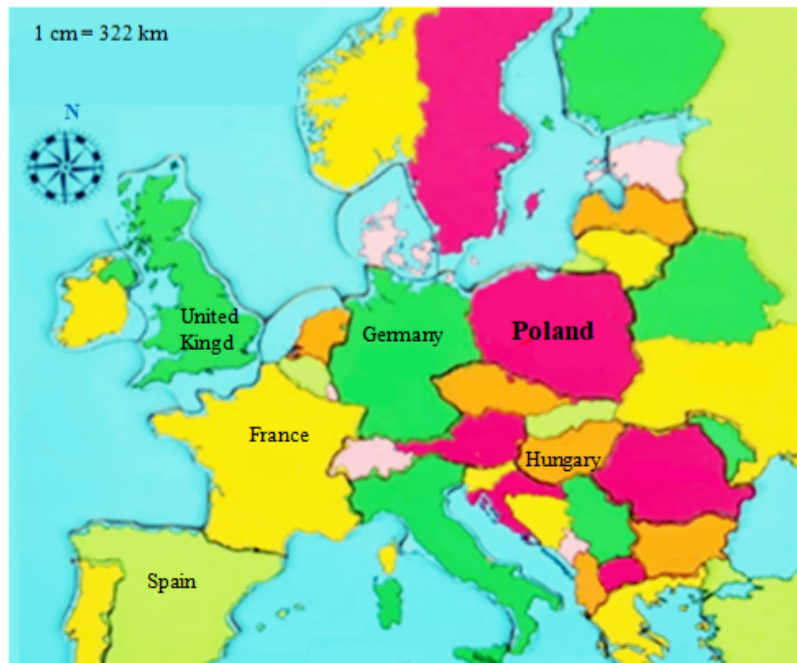 1 cm = 322 km
N
United
Kingd
Germany
Poland
France
Hungary
Spain